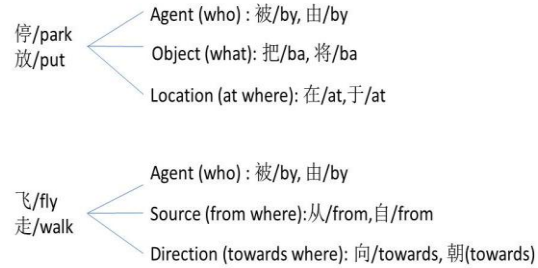 Agent (who) : 被/by, 由/by
停/park
放/put
Object (what): 把/ba, 将/ba
Location (at where): 在/at,于/at
Agent (who) : 被/by, 由/by
飞/fly
走/walk
Source (from where):从/from,自/from
Direction (towards where): 向/towards, 朝(towards)